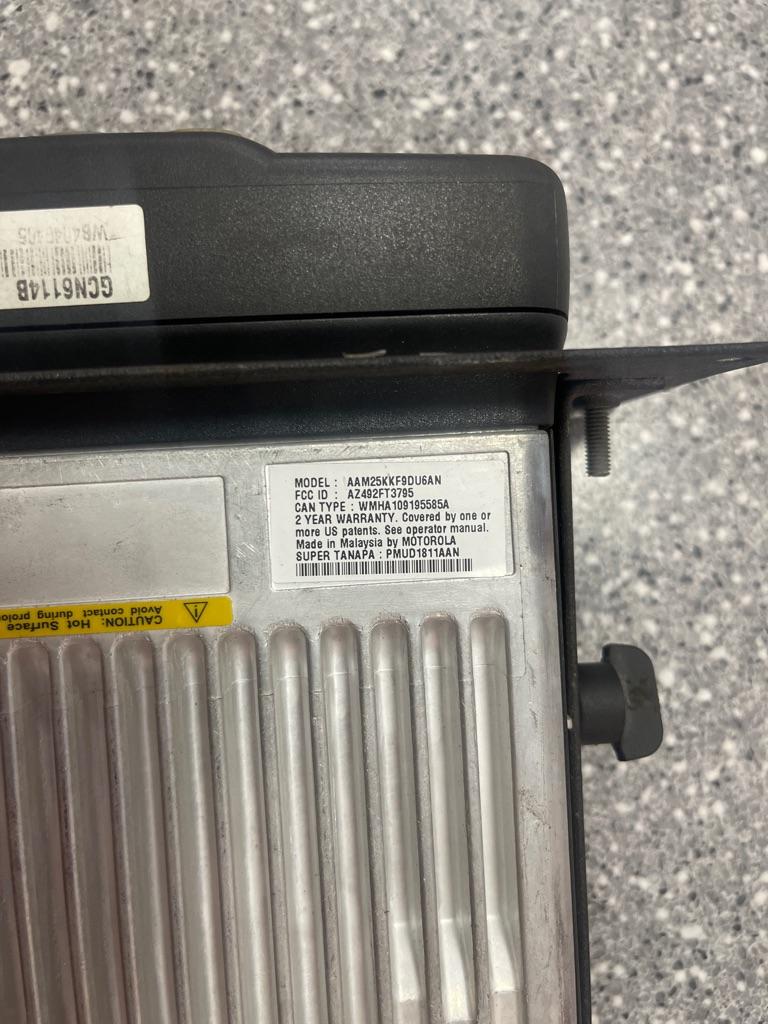 GCN6114B
MODEL : AAM25KKF9DU6AN
FCC ID : AZ492FT3795
CAN TYPE : WMHA109195585A
2 YEAR WARRANTY. Covered by one or
more US patents. See operator manual.
Made in Malaysia by MOTOROLA
SUPER TANAPA : PMUD1811AAN
CAUTION: Hot Surface
Avoid contact during